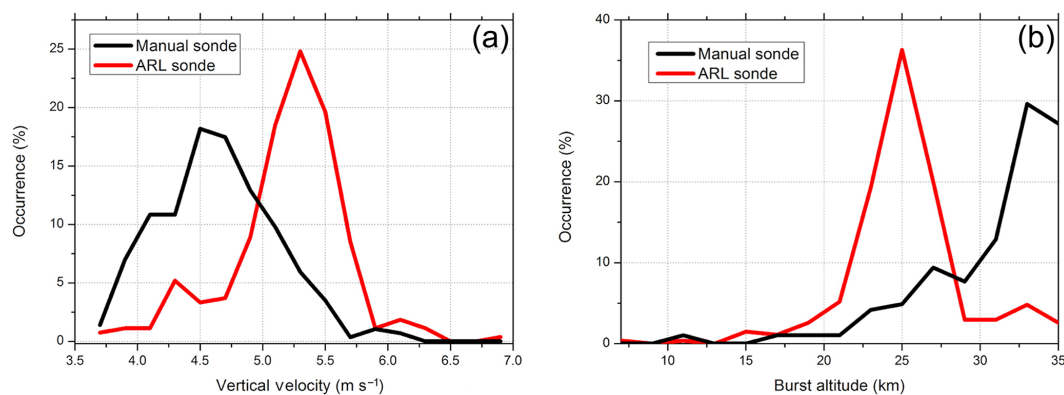 (a)
Manual sonde
ARL sonde
25
20
15
10
5
0
Occurrence (%)
3.5 4.0 4.5 5.0 5.5 6.0 6.5 7.0
Vertical velocity (m s⁻¹)
(b)
Manual sonde
ARL sonde
40
30
20
10
0
Occurrence (%)
10 15 20 25 30 35
Burst altitude (km)